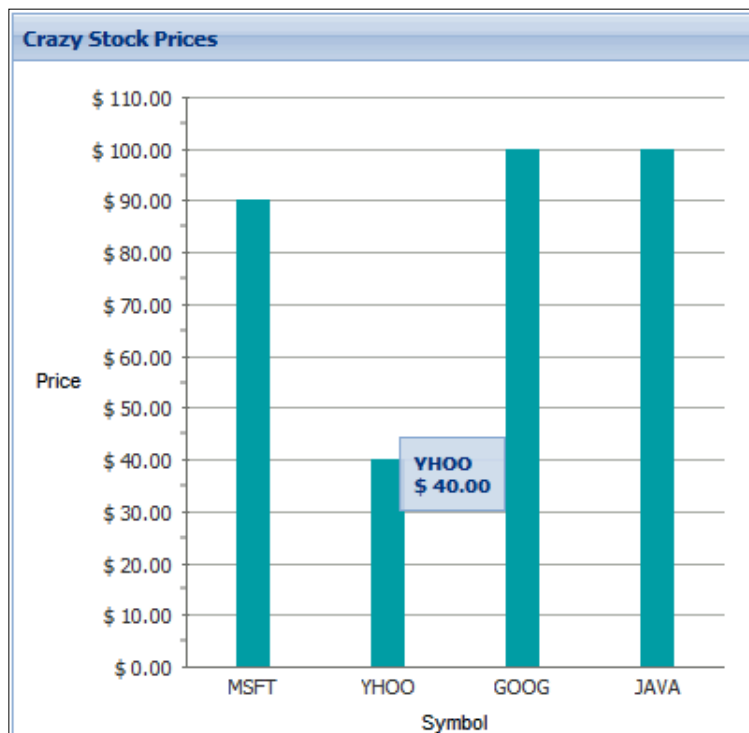 Crazy Stock Prices
$ 110.00
$ 100.00
$ 90.00
$ 80.00
$ 70.00
$ 60.00
Price
$ 50.00
$ 40.00
$ 30.00
$ 20.00
$ 10.00
$ 0.00
YHOO
$ 40.00
MSFT YHOO GOOG JAVA
Symbol